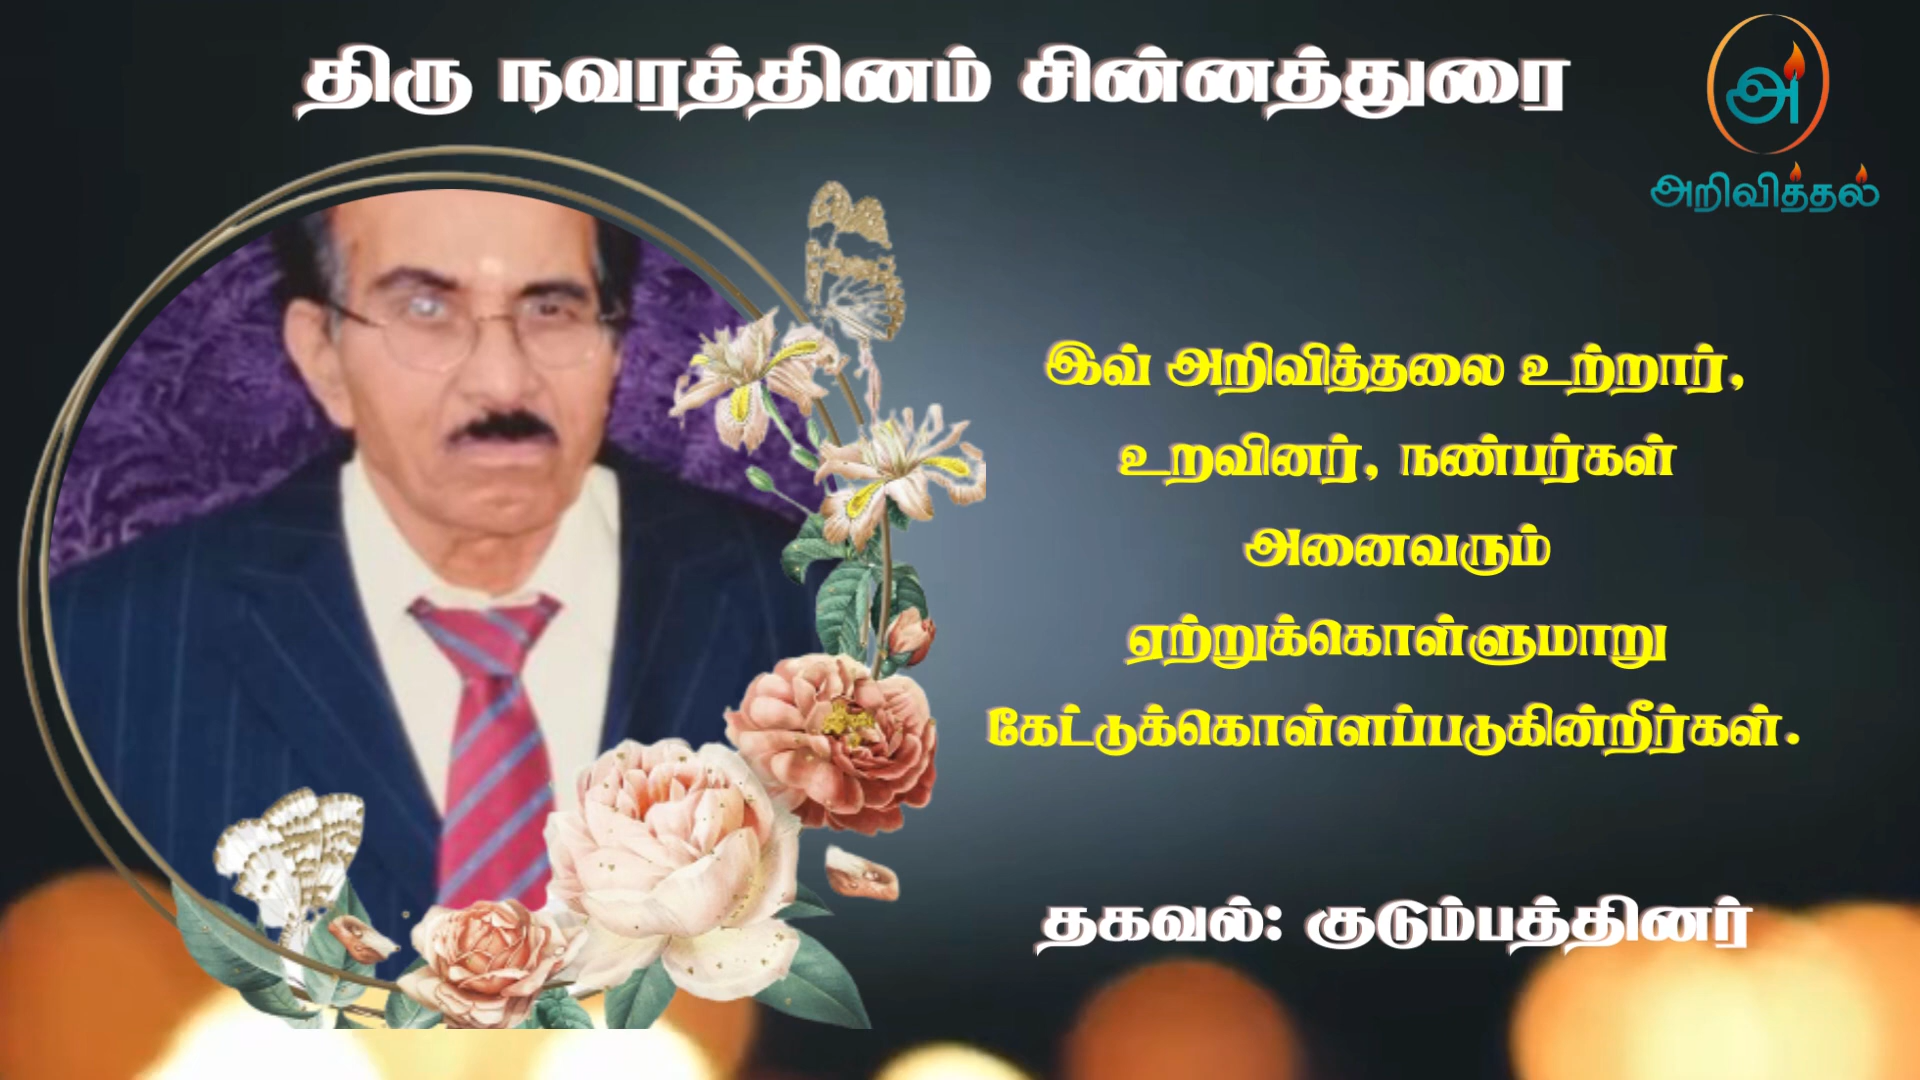 திரு நவரத்தினம் சின்னத்துரை
அ
அறிவித்தல்
இவ் அறிவித்தலை உற்றார்,
உறவினர், நண்பர்கள்
அனைவரும்
ஏற்றுக்கொள்ளுமாறு
கேட்டுக்கொள்ளப்படுகின்றீர்கள்.
தகவல்: குடும்பத்தினர்